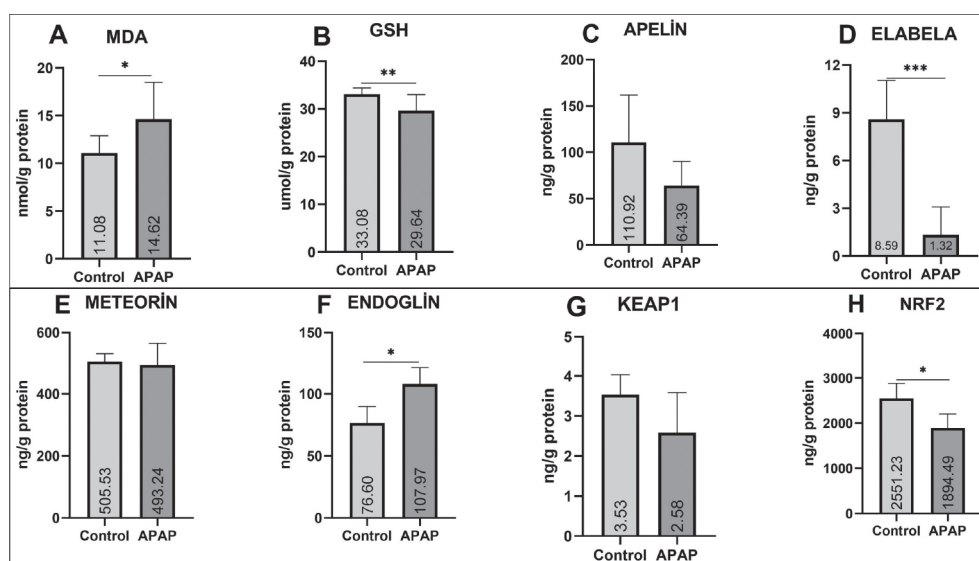 A
MDA
*
20
15
10
5
0
nmol/g protein
11.08
14.62
Control
APAP
B
GSH
**
40
30
20
10
0
umol/g protein
33.08
29.64
Control
APAP
C
APELİN
200
150
100
50
0
ng/g protein
110.92
64.39
Control
APAP
D
ELABELA
***
12
9
6
3
0
ng/g protein
8.59
1.32
Control
APAP
E
METEORİN
600
400
200
0
ng/g protein
505.53
493.24
Control
APAP
F
ENDOGLİN
*
150
100
50
0
ng/g protein
76.60
107.97
Control
APAP
G
KEAP1
5
4
3
2
1
0
ng/g protein
3.53
2.58
Control
APAP
H
NRF2
*
4000
3000
2000
1000
0
ng/g protein
2551.23
1894.49
Control
APAP